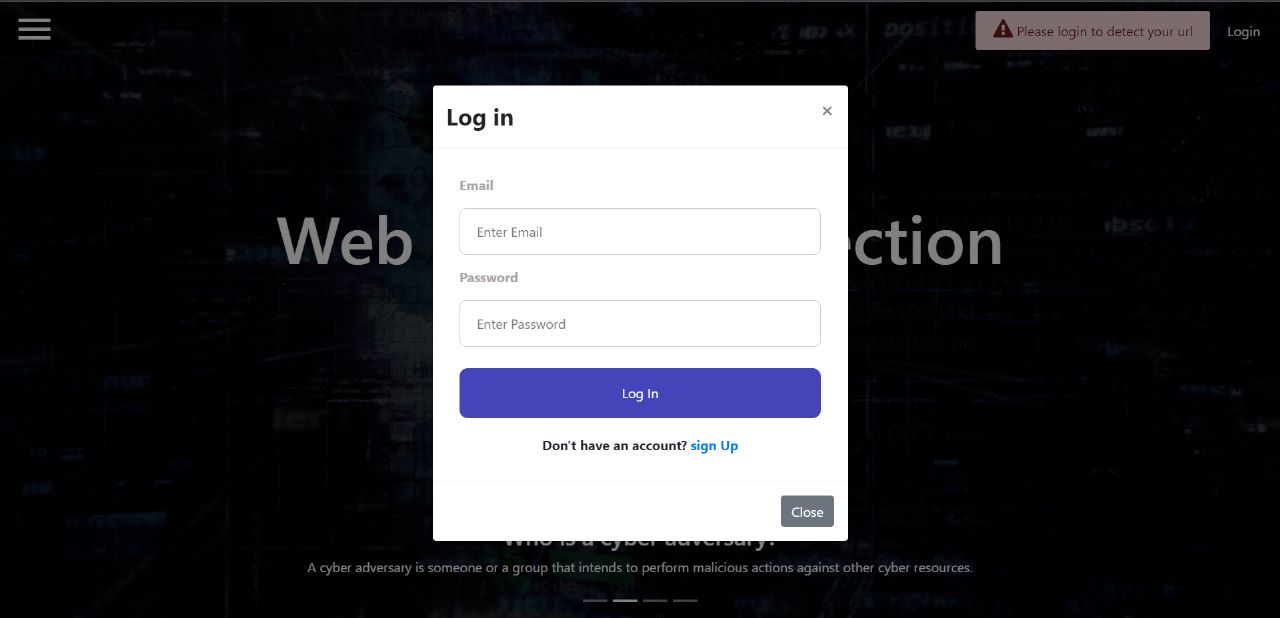 Please login to detect your url
Login
Log in
×
Email
Enter Email
Web
ection
Password
Enter Password
Log In
Don't have an account? sign Up
Close
Who is a cyber adversary?
A cyber adversary is someone or a group that intends to perform malicious actions against other cyber resources.